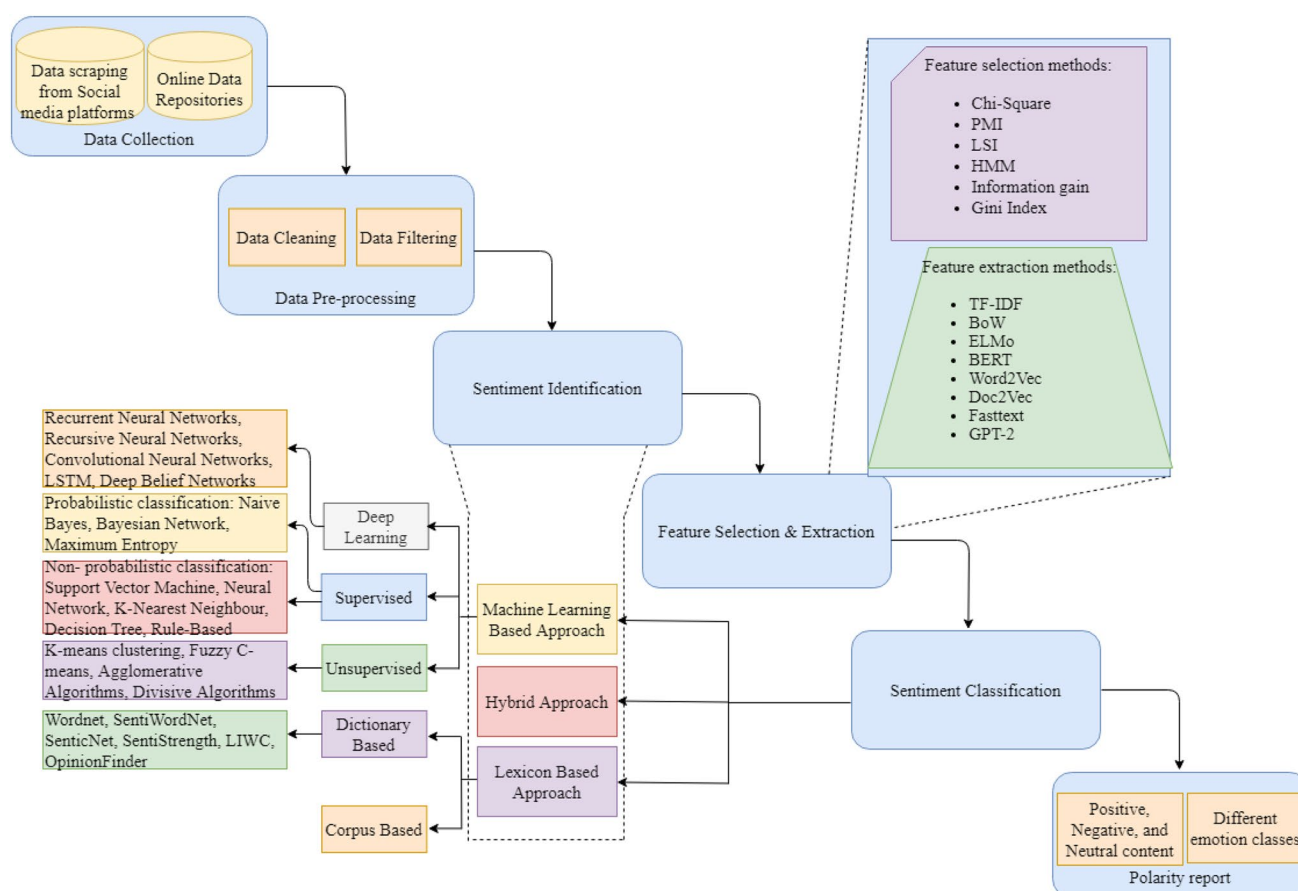 Data scraping
from Social
media platforms
Online Data
Repositories
Data Collection
Data Cleaning
Data Filtering
Data Pre-processing
Sentiment Identification
Feature selection methods:
• Chi-Square
• PMI
• LSI
• HMM
• Information gain
• Gini Index
Feature extraction methods:
• TF-IDF
• BoW
• ELMo
• BERT
• Word2Vec
• Doc2Vec
• Fasttext
• GPT-2
Feature Selection & Extraction
Recurrent Neural Networks,
Recursive Neural Networks,
Convolutional Neural Networks,
LSTM, Deep Belief Networks
Probabilistic classification: Naive
Bayes, Bayesian Network,
Maximum Entropy
Non- probabilistic classification:
Support Vector Machine, Neural
Network, K-Nearest Neighbour,
Decision Tree, Rule-Based
K-means clustering, Fuzzy C-
means, Agglomerative
Algorithms, Divisive Algorithms
Wordnet, SentiWordNet,
SenticNet, SentiStrength, LIWC,
OpinionFinder
Deep
Learning
Supervised
Unsupervised
Dictionary
Based
Corpus Based
Machine Learning
Based Approach
Hybrid Approach
Lexicon Based
Approach
Sentiment Classification
Positive,
Negative, and
Neutral content
Different
emotion classes
Polarity report